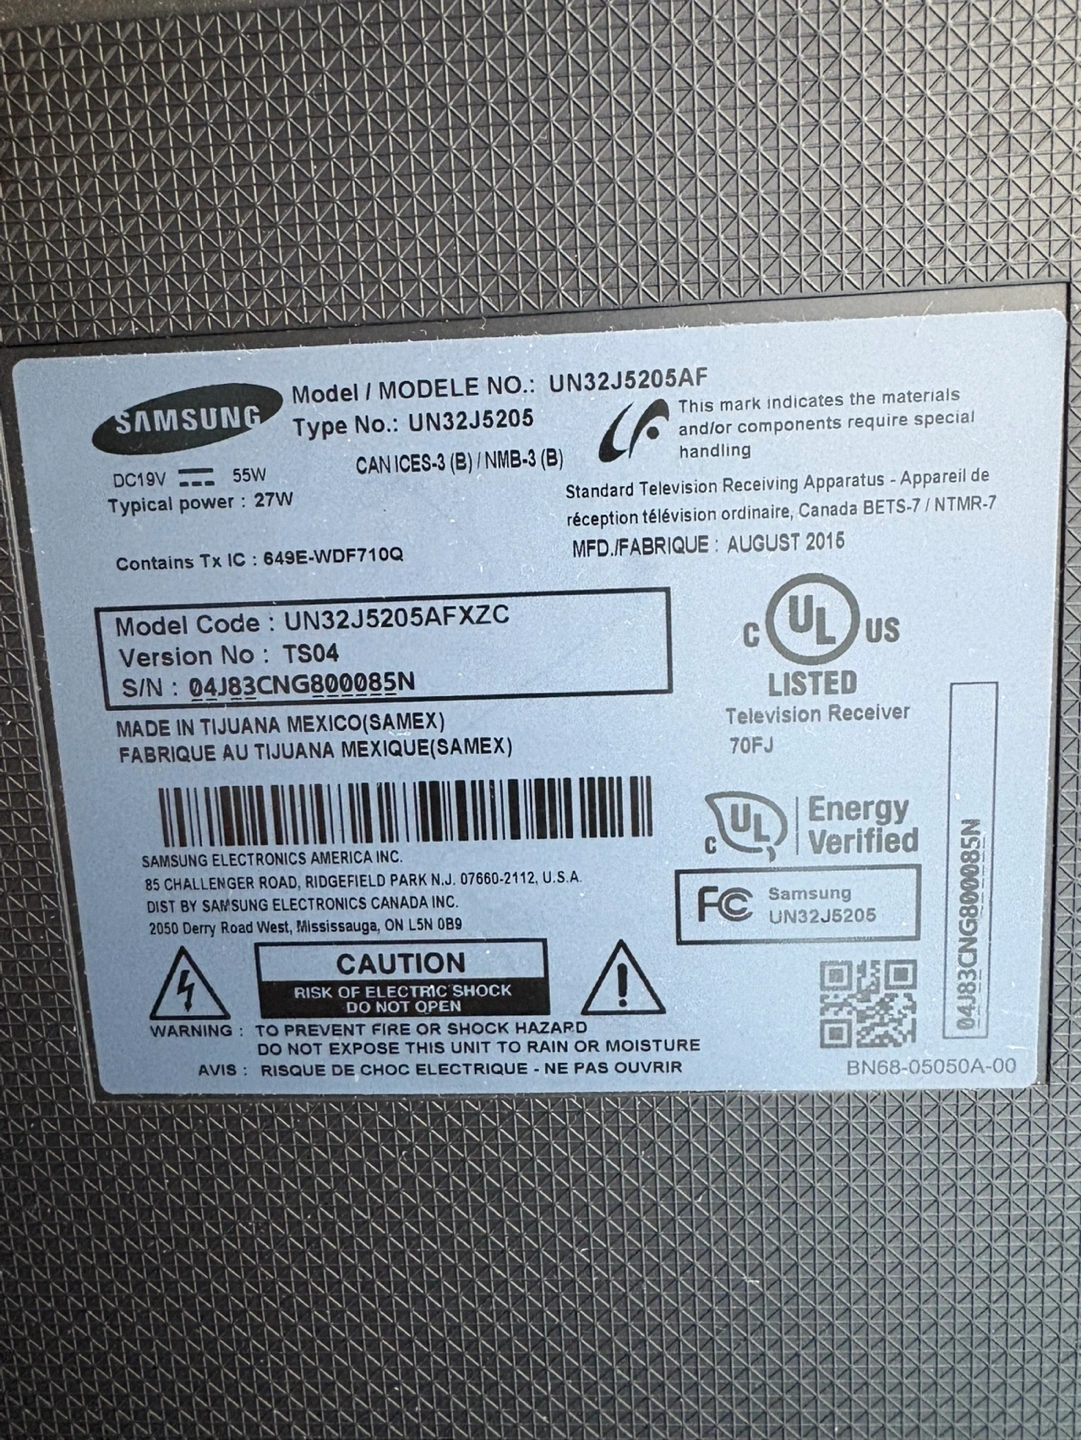 SAMSUNG
Model / MODELE NO.: UN32J5205AF
Type No.: UN32J5205
This mark indicates the materials
and/or components require special
handling
DC19V 55W
CAN ICES-3 (B) / NMB-3 (B)
Typical power : 27W
Standard Television Receiving Apparatus - Appareil de
réception télévision ordinaire, Canada BETS-7 / NTMR-7
Contains Tx IC : 649E-WDF710Q
MFD./FABRIQUE : AUGUST 2015
Model Code : UN32J5205AFXZC
Version No : TS04
S/N : 04J83CNG800085N
C UL US
LISTED
Television Receiver
70FJ
MADE IN TIJUANA MEXICO(SAMEX)
FABRIQUE AU TIJUANA MEXIQUE(SAMEX)
C UL Energy
Verified
SAMSUNG ELECTRONICS AMERICA INC.
85 CHALLENGER ROAD, RIDGEFIELD PARK N.J. 07660-2112, U.S.A.
DIST BY SAMSUNG ELECTRONICS CANADA INC.
2050 Derry Road West, Mississauga, ON L5N 0B9
FC Samsung
UN32J5205
04J83CNG800085N
CAUTION
RISK OF ELECTRIC SHOCK
DO NOT OPEN
WARNING : TO PREVENT FIRE OR SHOCK HAZARD
DO NOT EXPOSE THIS UNIT TO RAIN OR MOISTURE
AVIS : RISQUE DE CHOC ELECTRIQUE - NE PAS OUVRIR
BN68-05050A-00